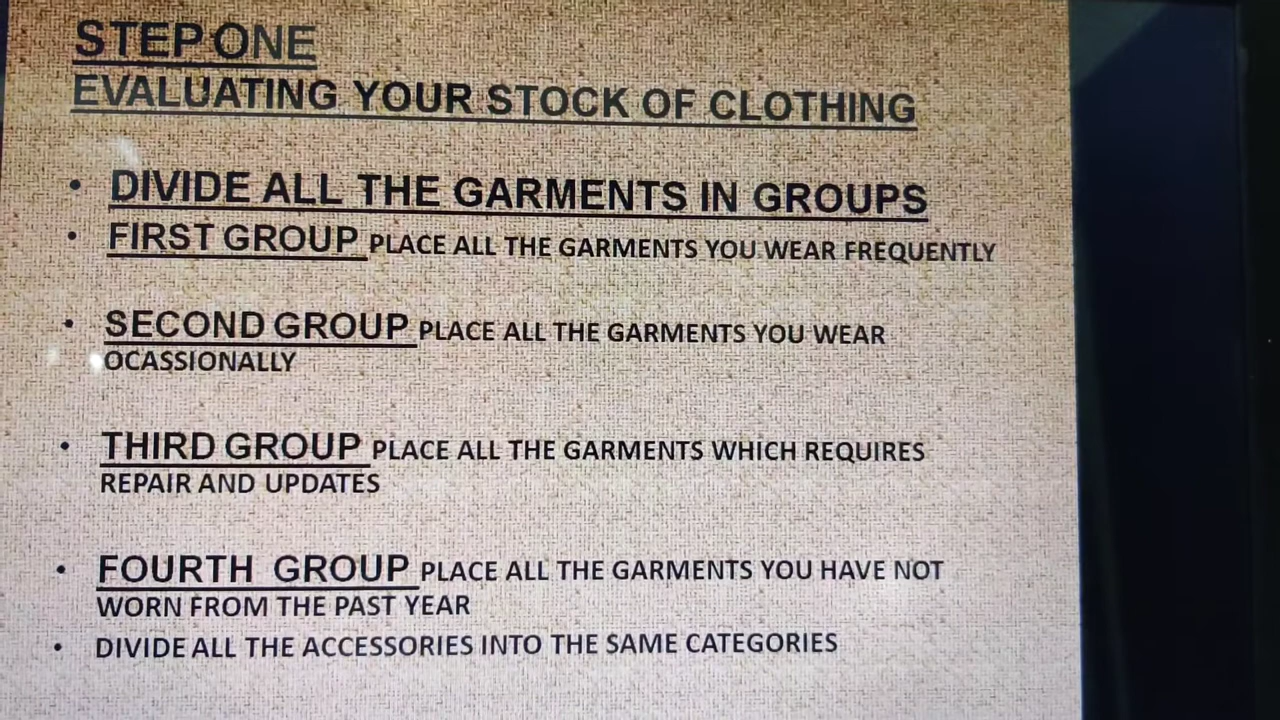 STEP ONE
EVALUATING YOUR STOCK OF CLOTHING
• DIVIDE ALL THE GARMENTS IN GROUPS
• FIRST GROUP PLACE ALL THE GARMENTS YOU WEAR FREQUENTLY
• SECOND GROUP PLACE ALL THE GARMENTS YOU WEAR
OCASSIONALLY
• THIRD GROUP PLACE ALL THE GARMENTS WHICH REQUIRES
REPAIR AND UPDATES
• FOURTH GROUP PLACE ALL THE GARMENTS YOU HAVE NOT
WORN FROM THE PAST YEAR
• DIVIDE ALL THE ACCESSORIES INTO THE SAME CATEGORIES